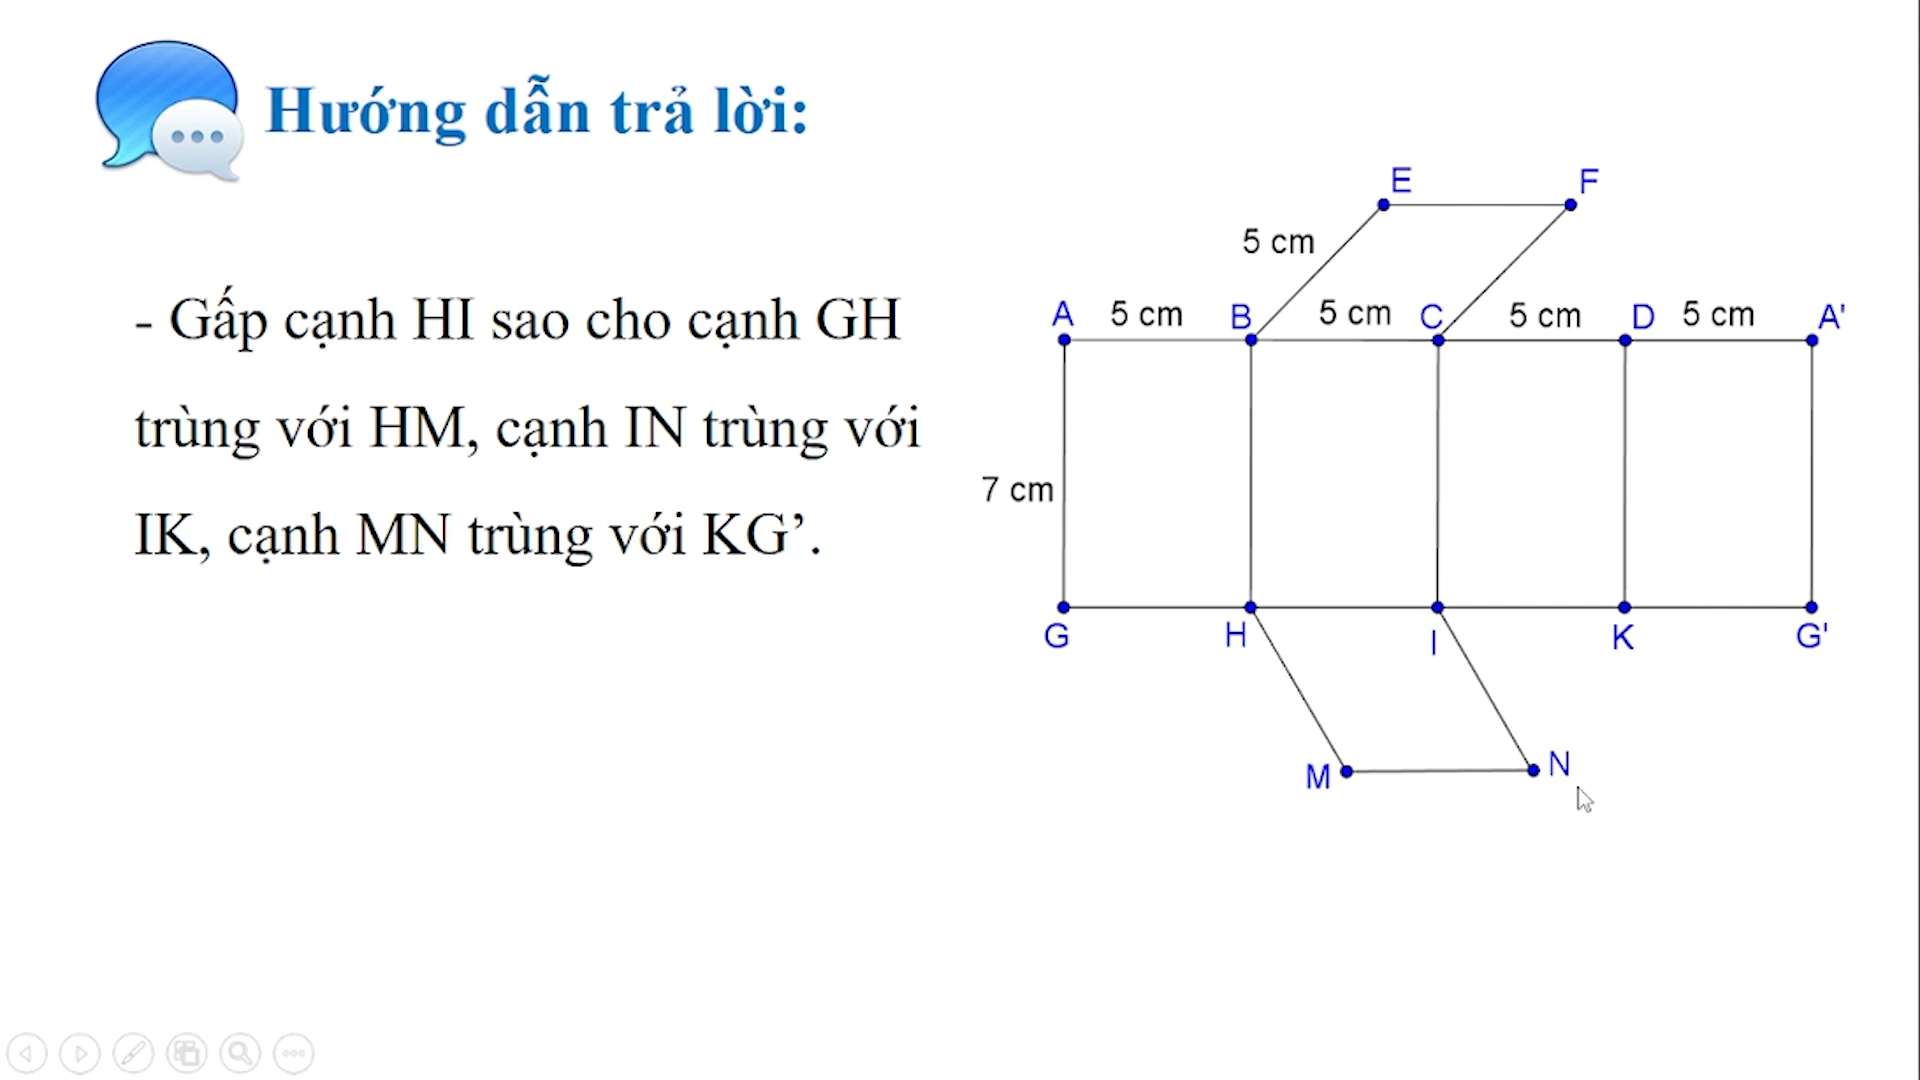 Hướng dẫn trả lời:
- Gấp cạnh HI sao cho cạnh GH
trùng với HM, cạnh IN trùng với
IK, cạnh MN trùng với KG’.
E F
5 cm
A 5 cm B 5 cm C 5 cm D 5 cm A'
7 cm
G H I K G'
M N